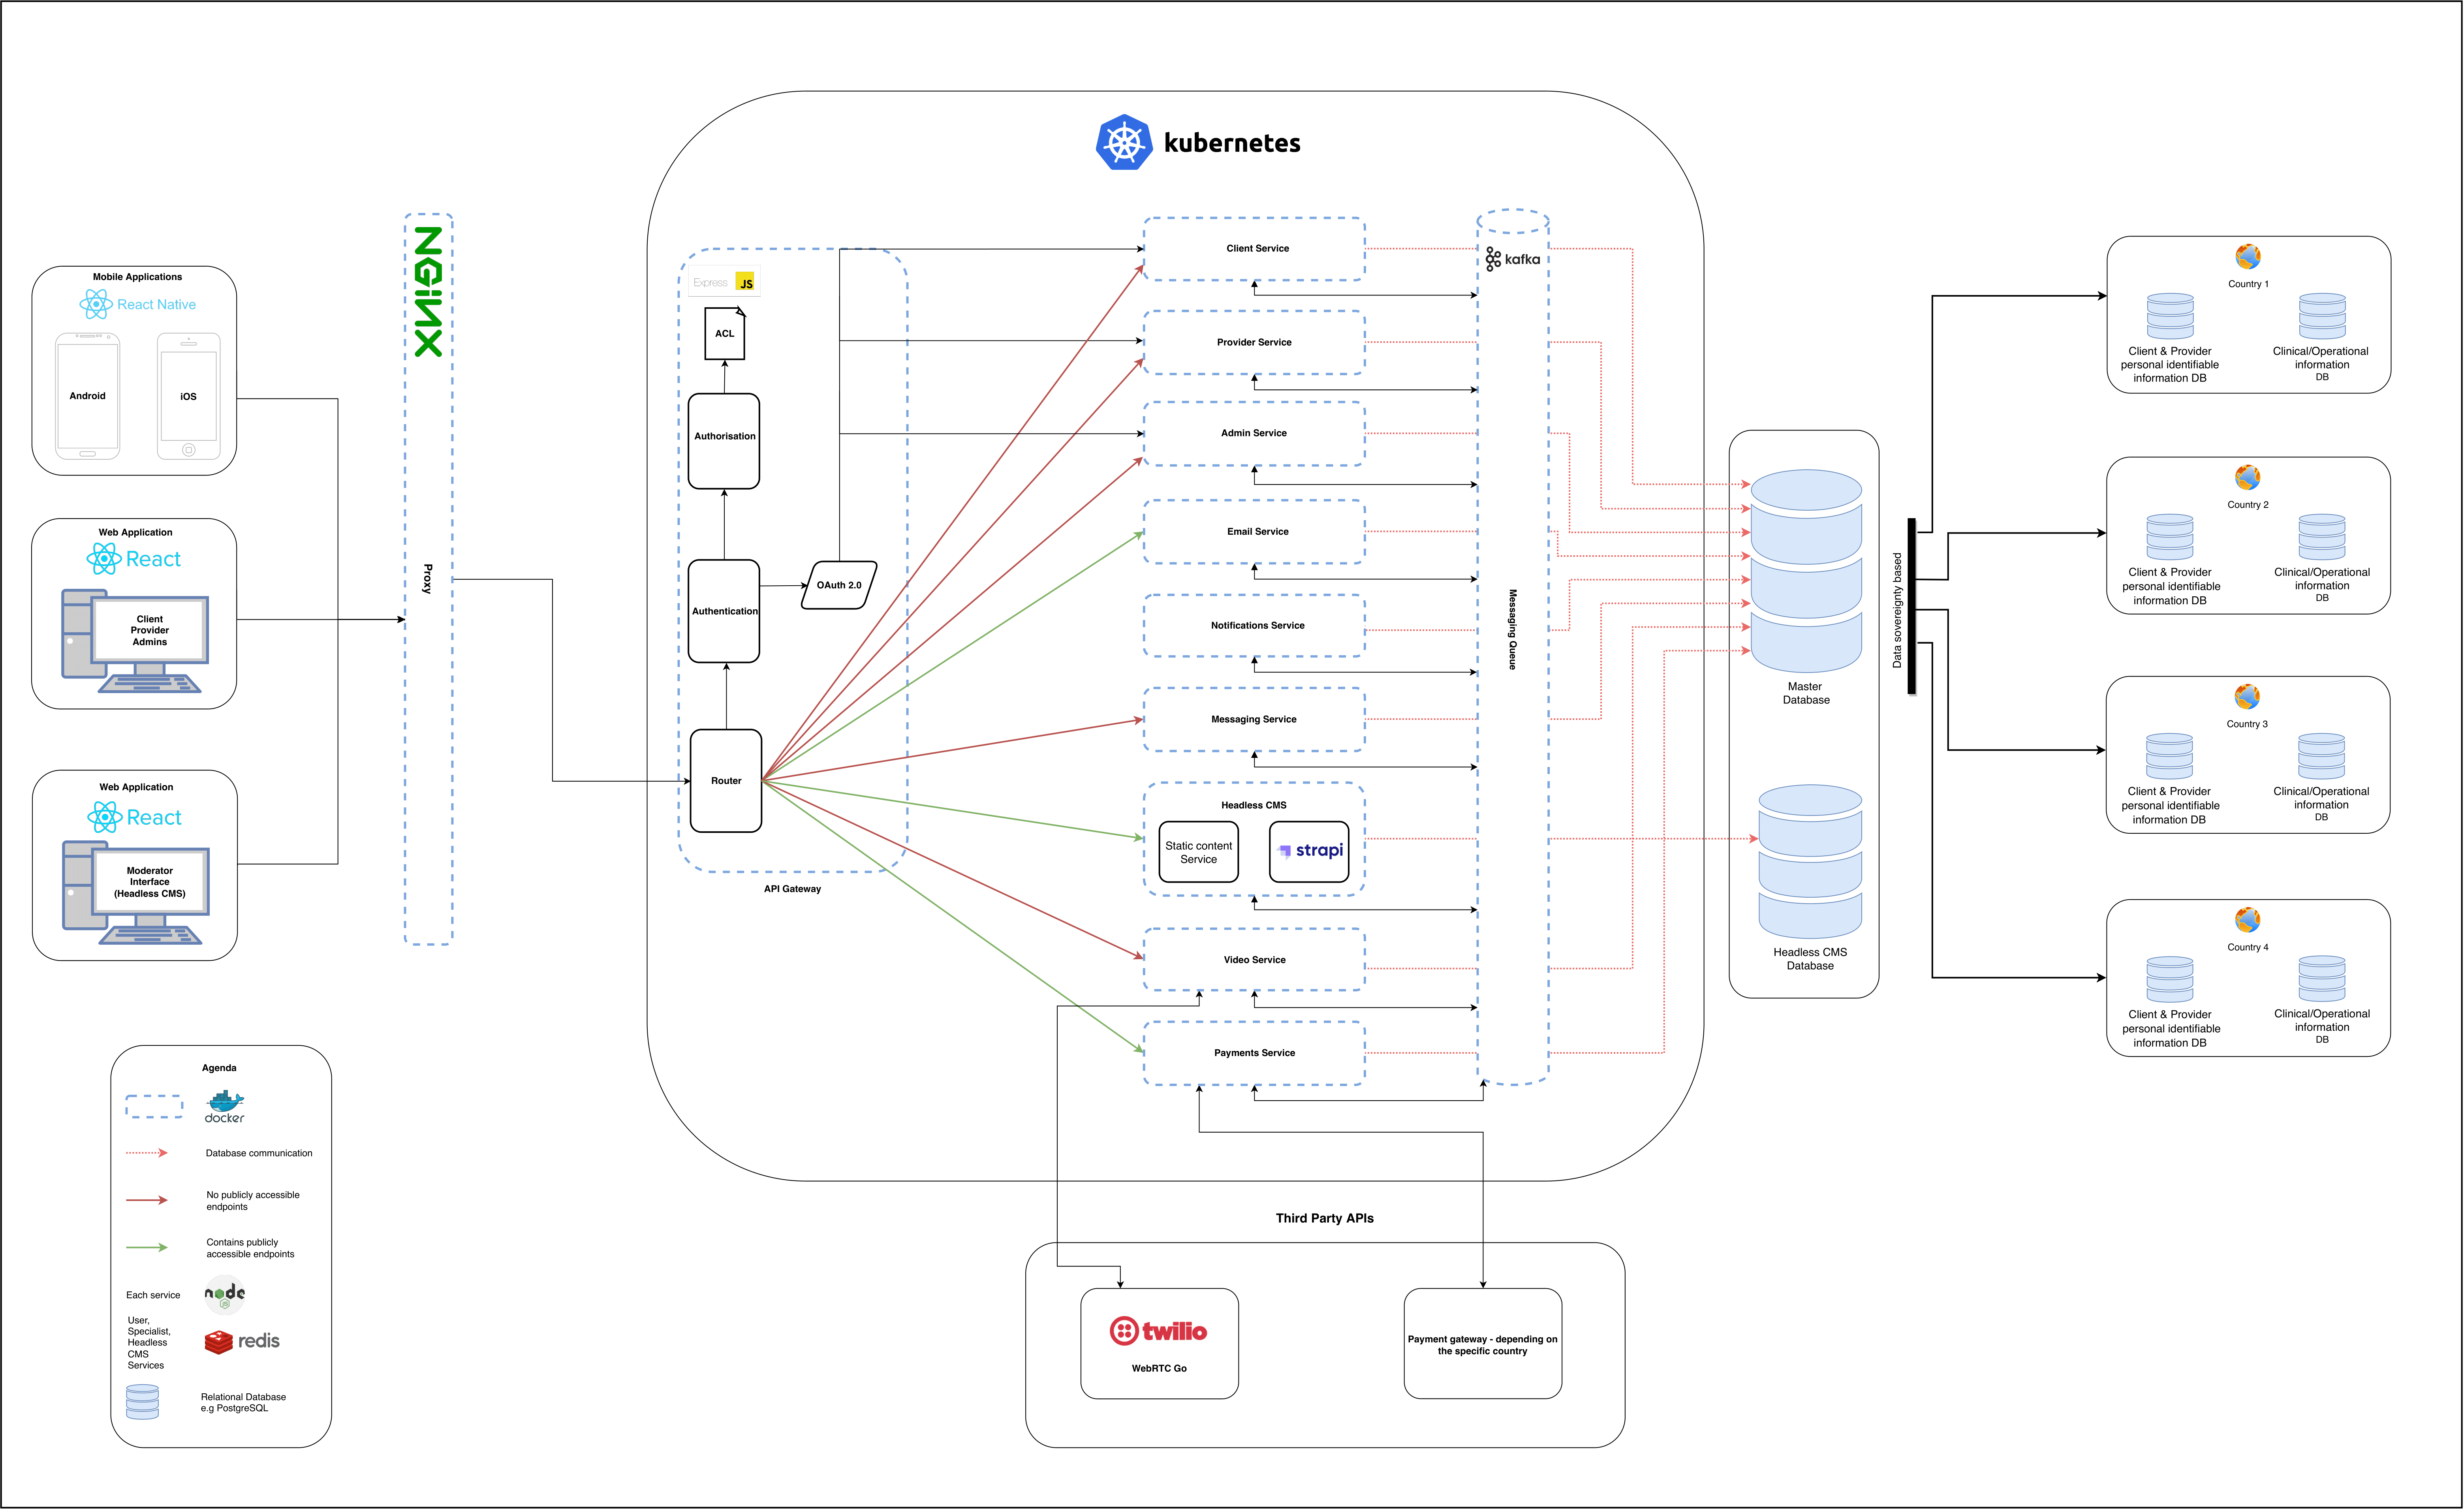 kubernetes
Mobile Applications
React Native
Android
iOS
Web Application
React
Client
Provider
Admins
Web Application
React
Moderator
Interface
(Headless CMS)
NGINX
Proxy
Express
JS
ACL
Authorisation
Authentication
OAuth 2.0
Router
API Gateway
Client Service
Provider Service
Admin Service
Email Service
Notifications Service
Messaging Service
Headless CMS
Static content
Service
strapi
Video Service
Payments Service
kafka
Messaging Queue
Master
Database
Headless CMS
Database
Data sovereignty based
Country 1
Client & Provider
personal identifiable
information DB
Clinical/Operational
information
DB
Country 2
Client & Provider
personal identifiable
information DB
Clinical/Operational
information
DB
Country 3
Client & Provider
personal identifiable
information DB
Clinical/Operational
information
DB
Country 4
Client & Provider
personal identifiable
information DB
Clinical/Operational
information
DB
Third Party APIs
twilio
WebRTC Go
Payment gateway - depending on
the specific country
Agenda
docker
Database communication
No publicly accessible
endpoints
Contains publicly
accessible endpoints
Each service
node
JS
User,
Specialist,
Headless
CMS
Services
redis
Relational Database
e.g PostgreSQL